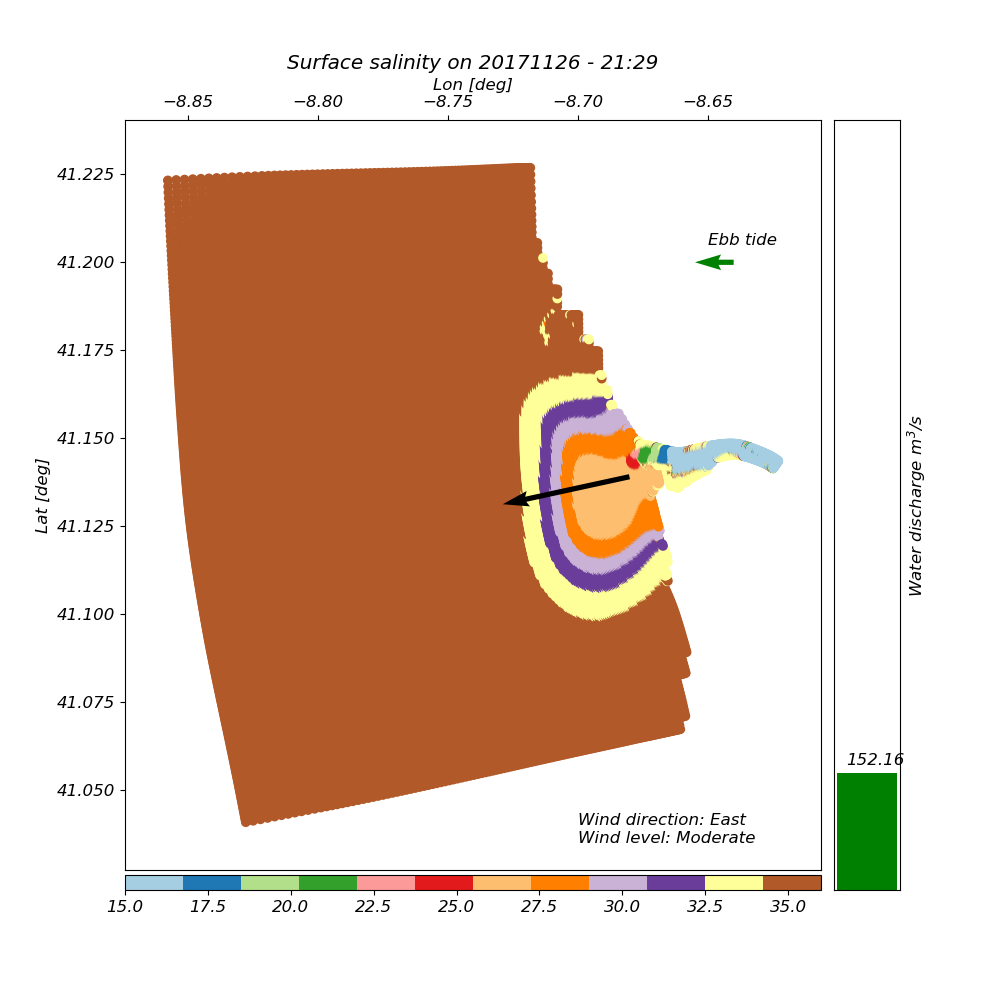 Surface salinity on 20171126 - 21:29
Lon [deg]
−8.85 −8.80 −8.75 −8.70 −8.65
41.225
41.200
41.175
41.150
41.125
41.100
41.075
41.050
Lat [deg]
Ebb tide
Wind direction: East
Wind level: Moderate
15.0 17.5 20.0 22.5 25.0 27.5 30.0 32.5 35.0
152.16
Water discharge m³/s